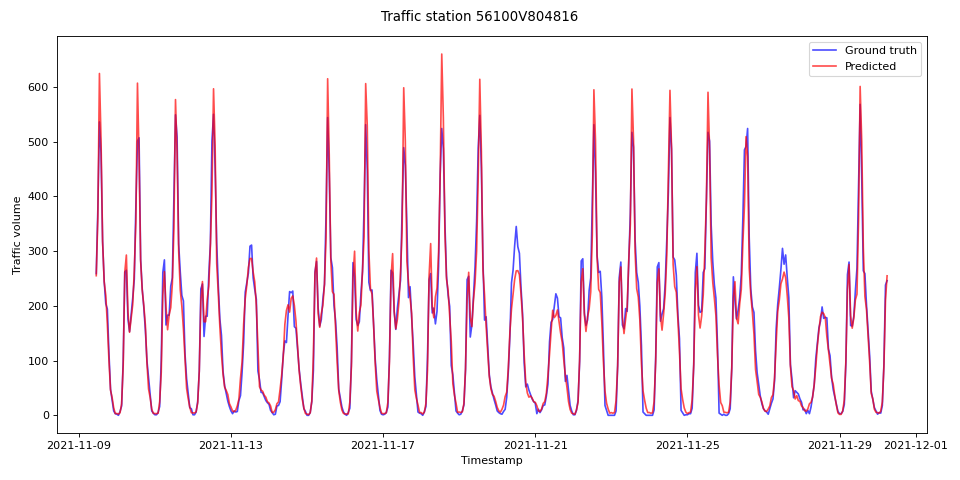 Traffic station 56100V804816
Ground truth
Predicted
600
500
400
300
200
100
0
Traffic volume
2021-11-09 2021-11-13 2021-11-17 2021-11-21 2021-11-25 2021-11-29 2021-12-01
Timestamp